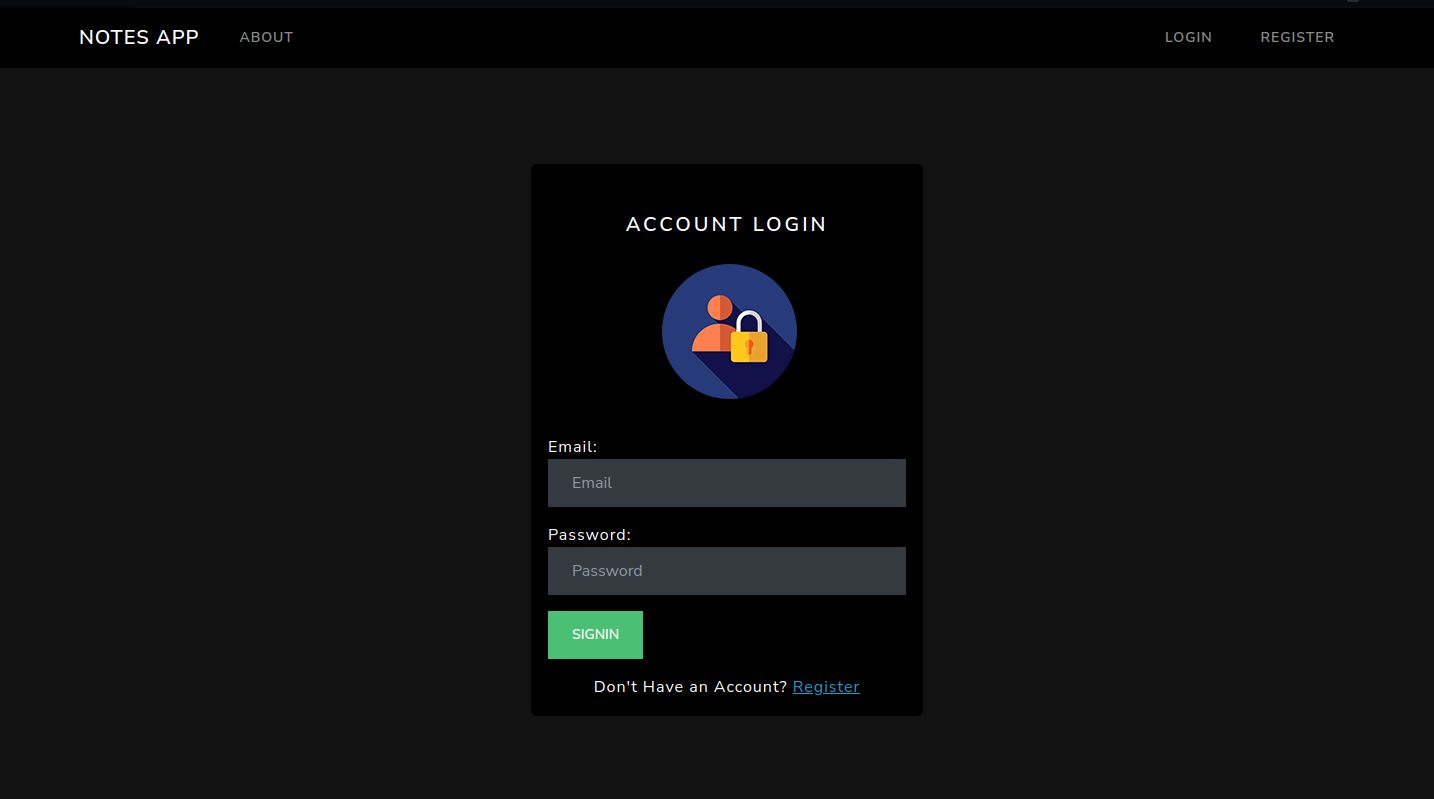 NOTES APP ABOUT LOGIN REGISTER
ACCOUNT LOGIN
Email:
Email
Password:
Password
SIGNIN
Don't Have an Account? Register